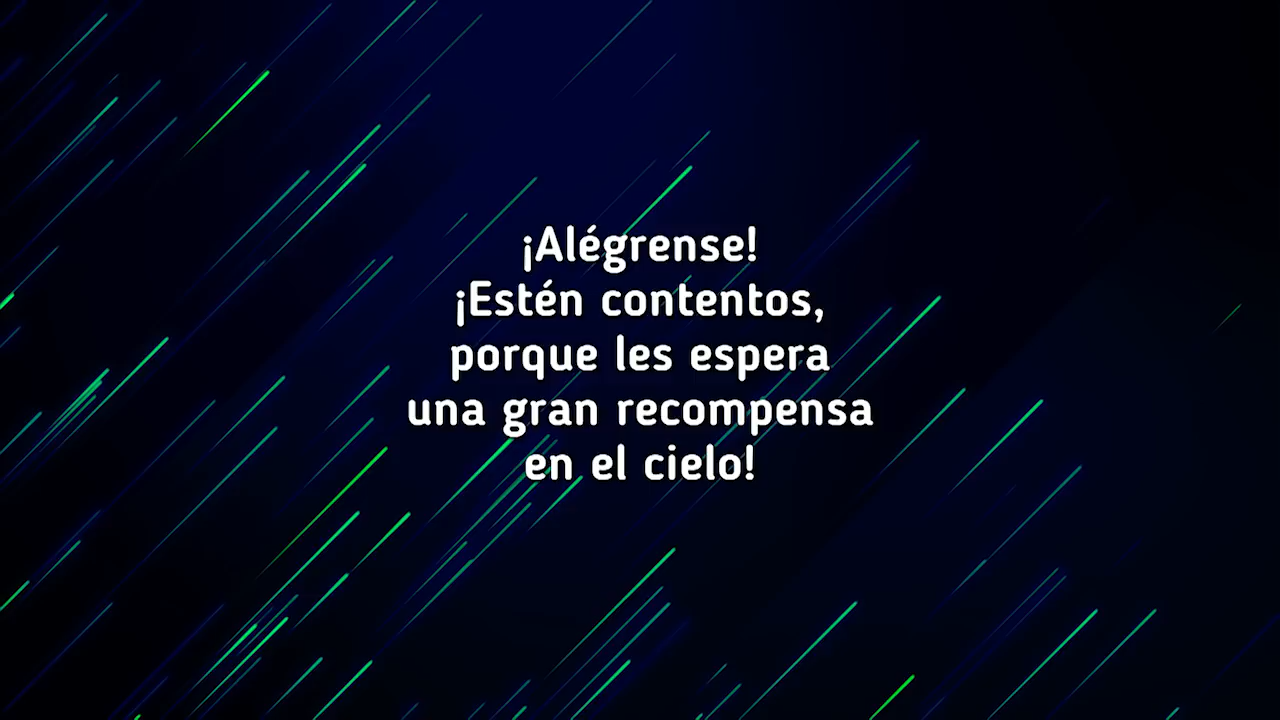 ¡Alégrense!
¡Estén contentos,
porque les espera
una gran recompensa
en el cielo!